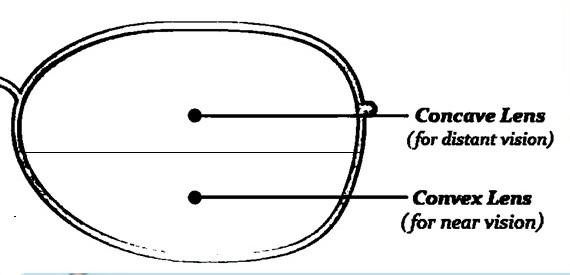 Concave Lens
(for distant vision)
Convex Lens
(for near vision)